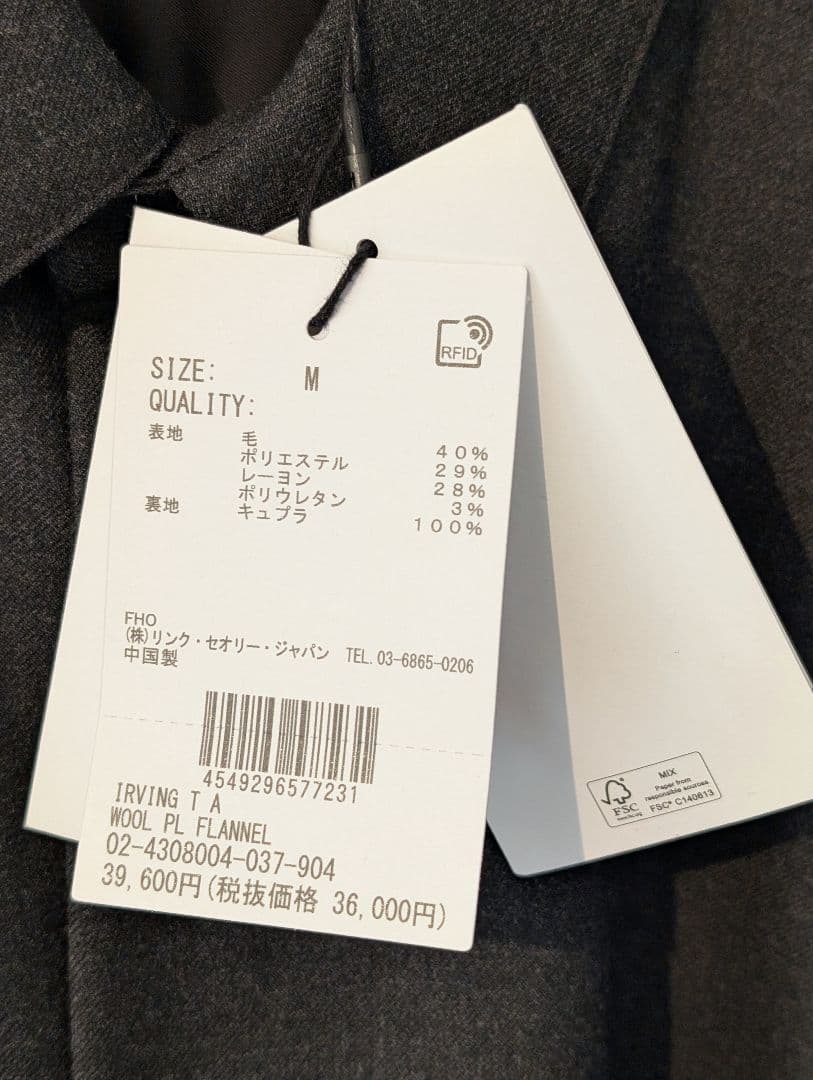 RFID
SIZE: M
QUALITY:
表地 毛 40%
ポリエステル 29%
レーヨン 28%
ポリウレタン 3%
裏地 キュプラ 100%
FHO
(株)リンク・セオリー・ジャパン TEL.03-6865-0206
中国製
4549296577231
IRVING T A
WOOL PL FLANNEL
02-4308004-037-904
39,600円(税抜価格 36,000円)
MIX
Paper from
responsible sources
FSC® C140613
FSC
www.fsc.org